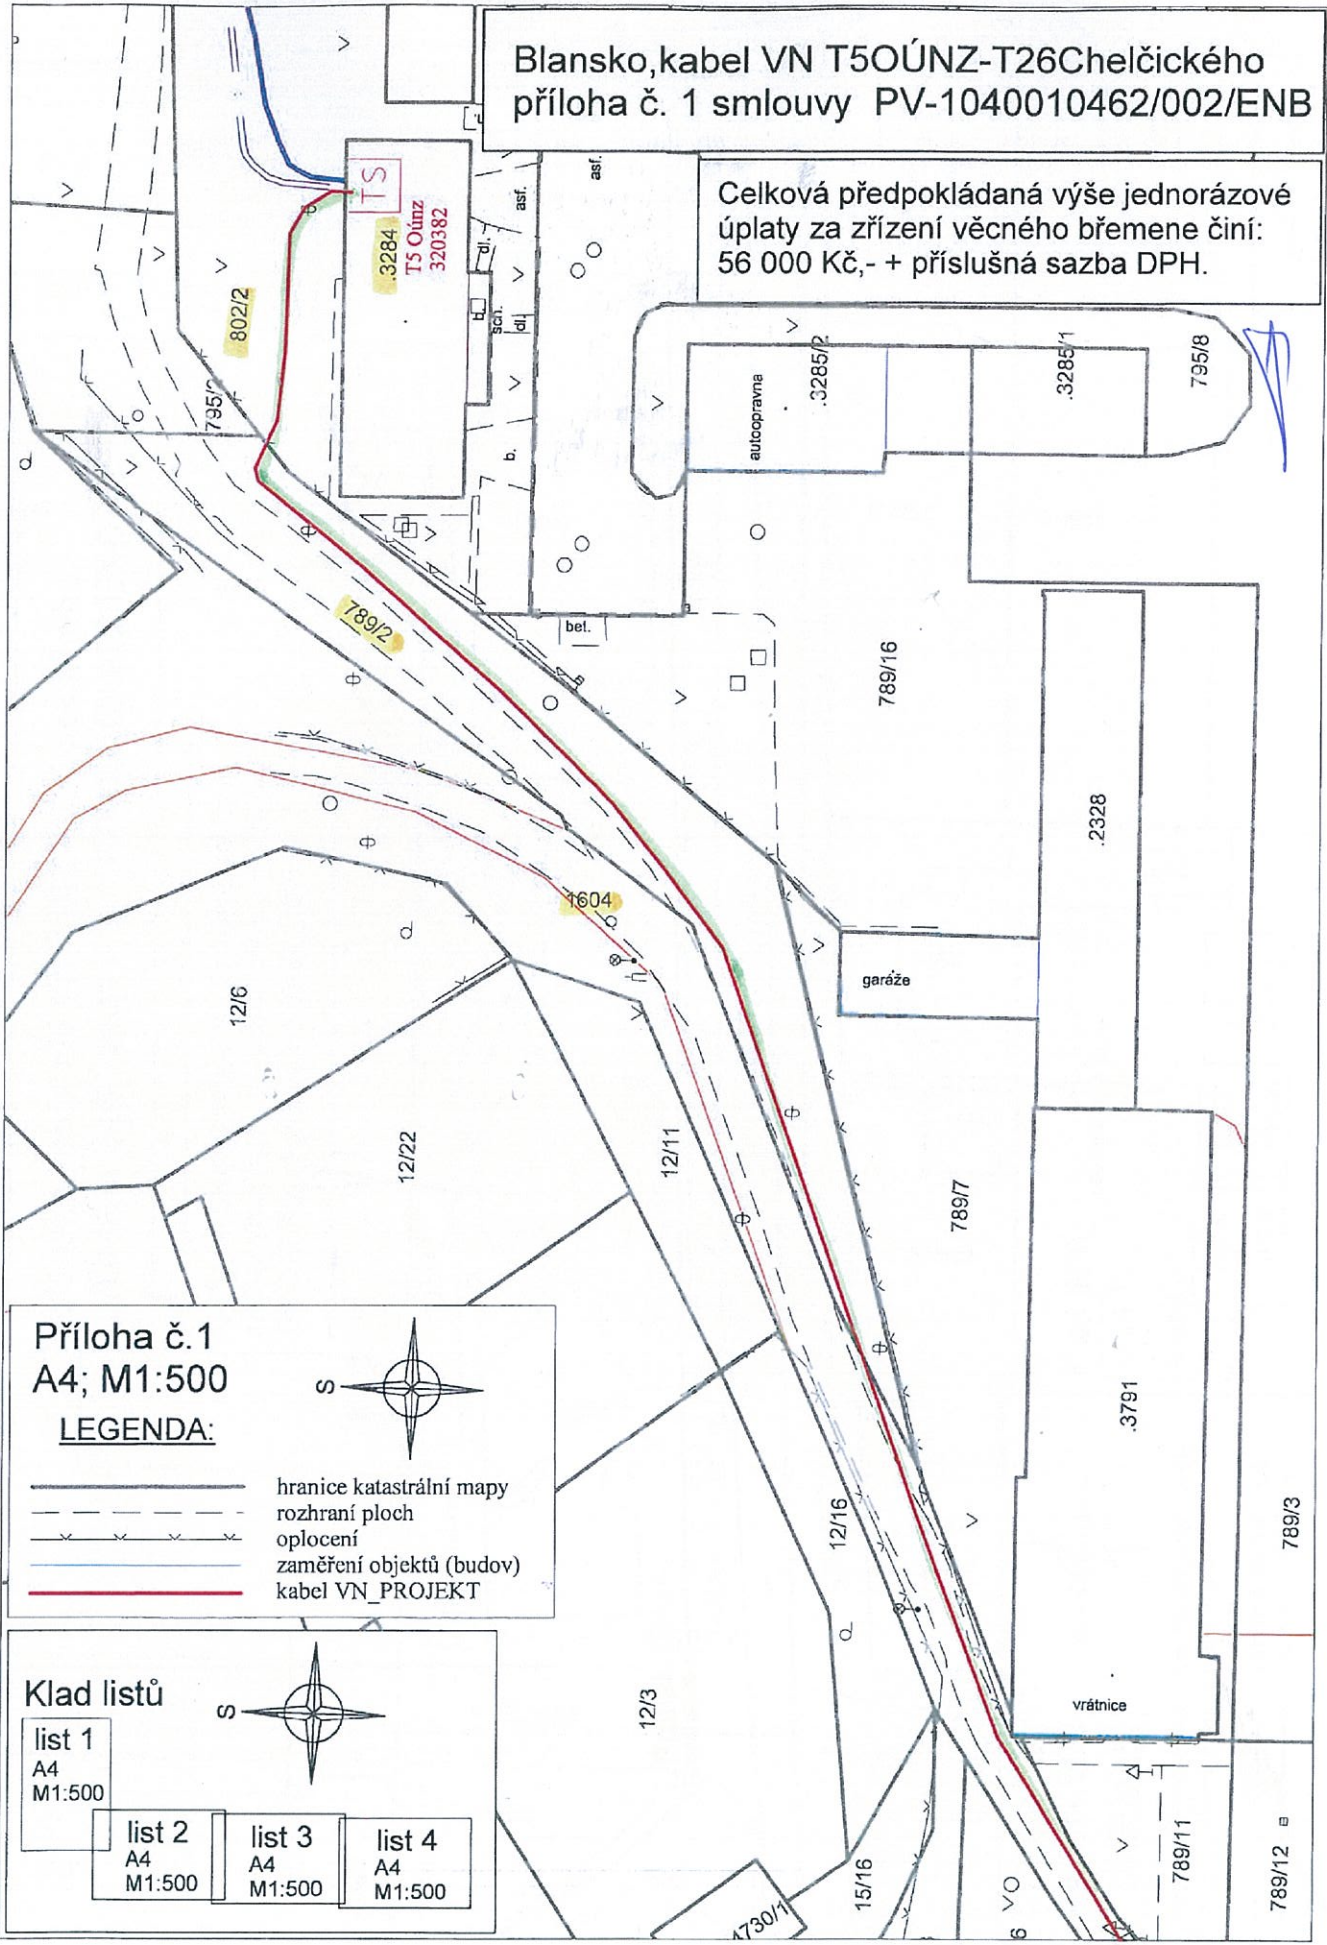 Blansko,kabel VN T5OÚNZ-T26Chelčického
příloha č. 1 smlouvy PV-1040010462/002/ENB
Celková předpokládaná výše jednorázové
úplaty za zřízení věcného břemene činí:
56 000 Kč,- + příslušná sazba DPH.
TS
.3284
T5 Oúnz
320382
asf.
asf.
dl.
b.
sch.
dl.
b.
802/2
autoopravna
.3285/2
.3285/1
795/8
789/2
bet.
789/16
.2328
1604
garáže
12/6
12/22
12/11
789/7
.3791
12/16
789/3
12/3
vrátnice
789/11
789/12
15/16
6
Příloha č.1
A4; M1:500
S
LEGENDA:
hranice katastrální mapy
rozhraní ploch
oplocení
zaměření objektů (budov)
kabel VN_PROJEKT
Klad listů
S
list 1
A4
M1:500
list 2
A4
M1:500
list 3
A4
M1:500
list 4
A4
M1:500